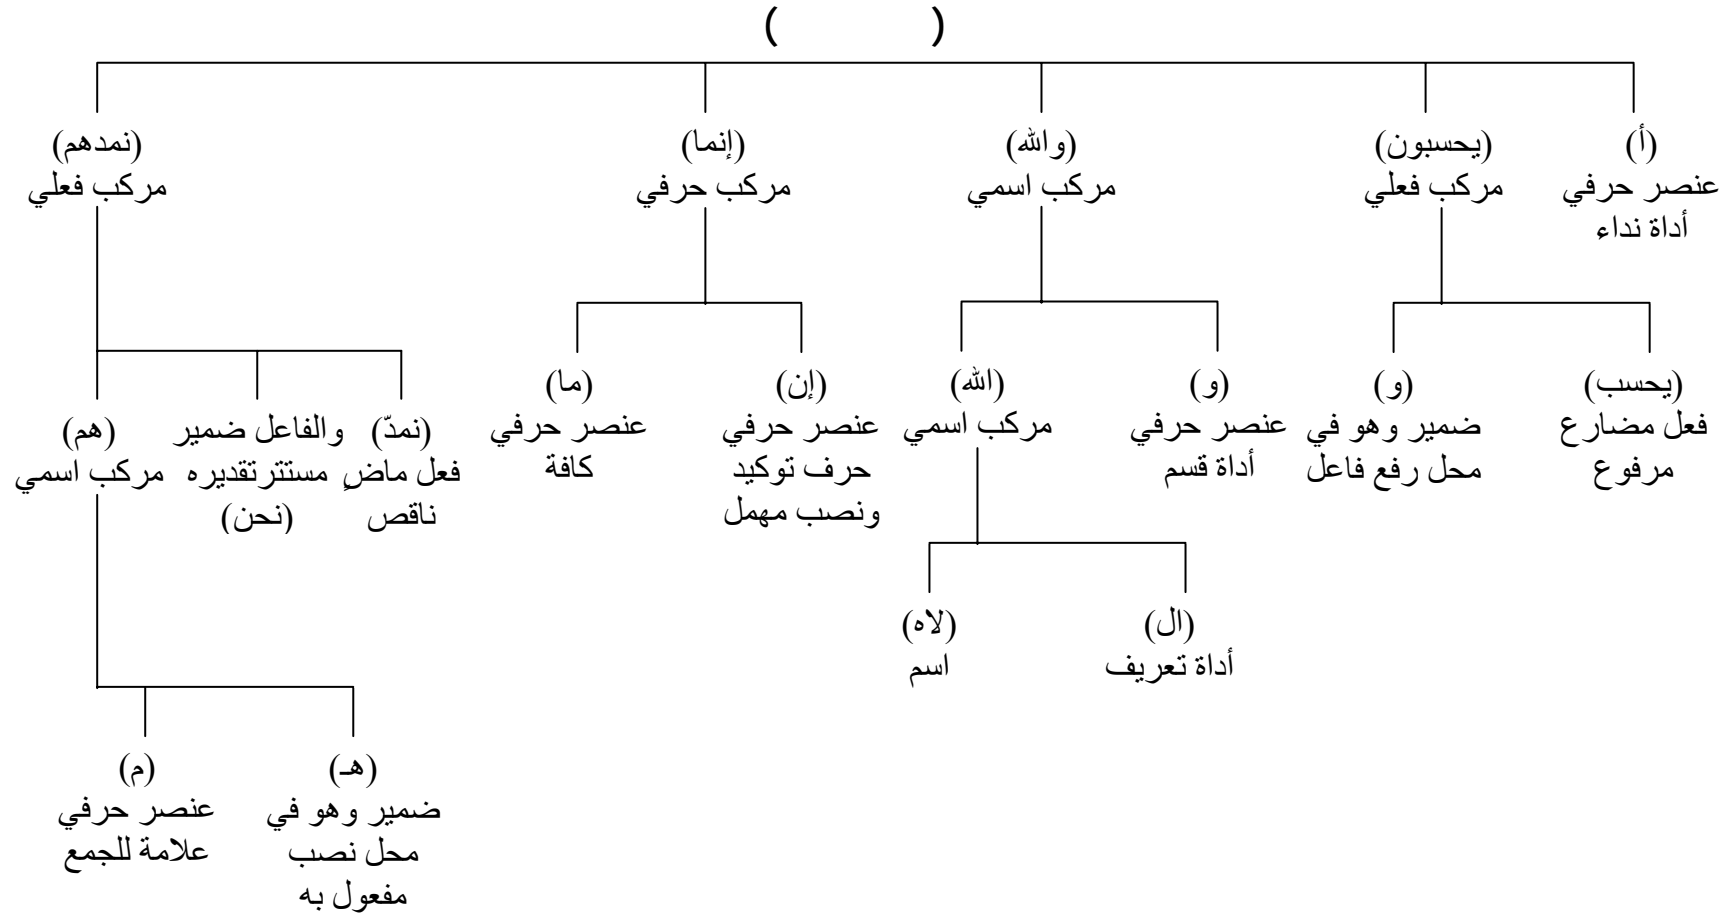 ( )
(أ)
عنصر حرفي
أداة نداء
(يحسبون)
مركب فعلي
(والله)
مركب اسمي
(إنما)
مركب حرفي
(نمدهم)
مركب فعلي
(يحسب)
فعل مضارع
مرفوع
(و)
ضمير وهو في
محل رفع فاعل
(و)
عنصر حرفي
أداة قسم
(الله)
مركب اسمي
(إن)
عنصر حرفي
حرف توكيد
ونصب مهمل
(ما)
عنصر حرفي
كافة
(نمدّ)
فعل ماضٍ
ناقص
والفاعل ضمير
مستترتقديره
(نحن)
(هم)
مركب اسمي
(ال)
أداة تعريف
(لاه)
اسم
(هـ)
ضمير وهو في
محل نصب
مفعول به
(م)
عنصر حرفي
علامة للجمع